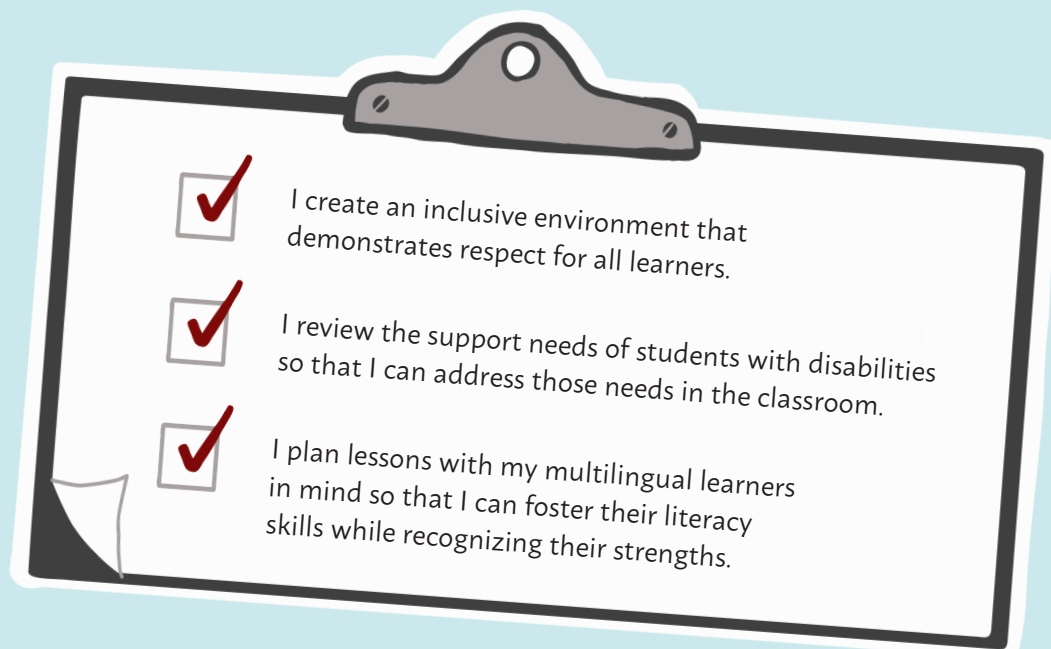 I create an inclusive environment that
demonstrates respect for all learners.
I review the support needs of students with disabilities
so that I can address those needs in the classroom.
I plan lessons with my multilingual learners
in mind so that I can foster their literacy
skills while recognizing their strengths.